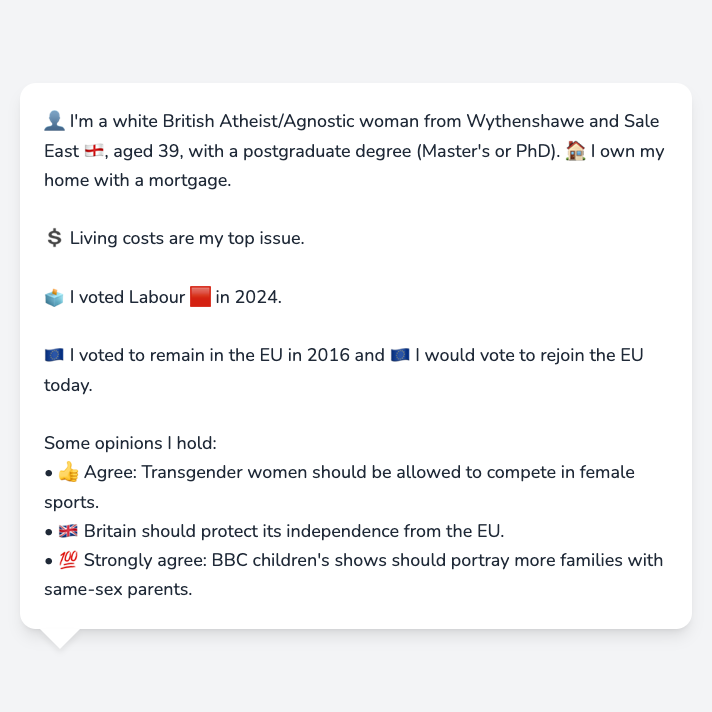 👤 I'm a white British Atheist/Agnostic woman from Wythenshawe and Sale
East 🏴󠁧󠁢󠁥󠁮󠁧󠁿, aged 39, with a postgraduate degree (Master's or PhD). 🏠 I own my
home with a mortgage.
💲 Living costs are my top issue.
🗳️ I voted Labour 🟥 in 2024.
🇪🇺 I voted to remain in the EU in 2016 and 🇪🇺 I would vote to rejoin the EU
today.
Some opinions I hold:
• 👍 Agree: Transgender women should be allowed to compete in female
sports.
• 🇬🇧 Britain should protect its independence from the EU.
• 💯 Strongly agree: BBC children's shows should portray more families with
same-sex parents.